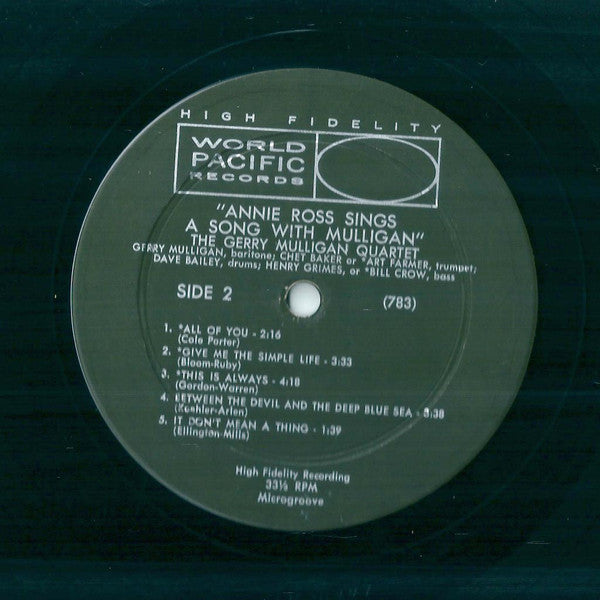 HIGH FIDELITY
WORLD
PACIFIC
RECORDS
"ANNIE ROSS SINGS
A SONG WITH MULLIGAN"
THE GERRY MULLIGAN QUARTET
GERRY MULLIGAN, baritone; CHET BAKER or *ART FARMER, trumpet;
DAVE BAILEY, drums; HENRY GRIMES, or *BILL CROW, bass
SIDE 2 (783)
1. *ALL OF YOU - 2:16
(Cole Porter)
2. *GIVE ME THE SIMPLE LIFE - 3:33
(Bloom-Ruby)
3. *THIS IS ALWAYS - 4:18
(Gordon-Warren)
4. BETWEEN THE DEVIL AND THE DEEP BLUE SEA - 3:38
(Koehler-Arlen)
5. IT DON'T MEAN A THING - 1:39
(Ellington-Mills)
High Fidelity Recording
33⅓ RPM
Microgroove